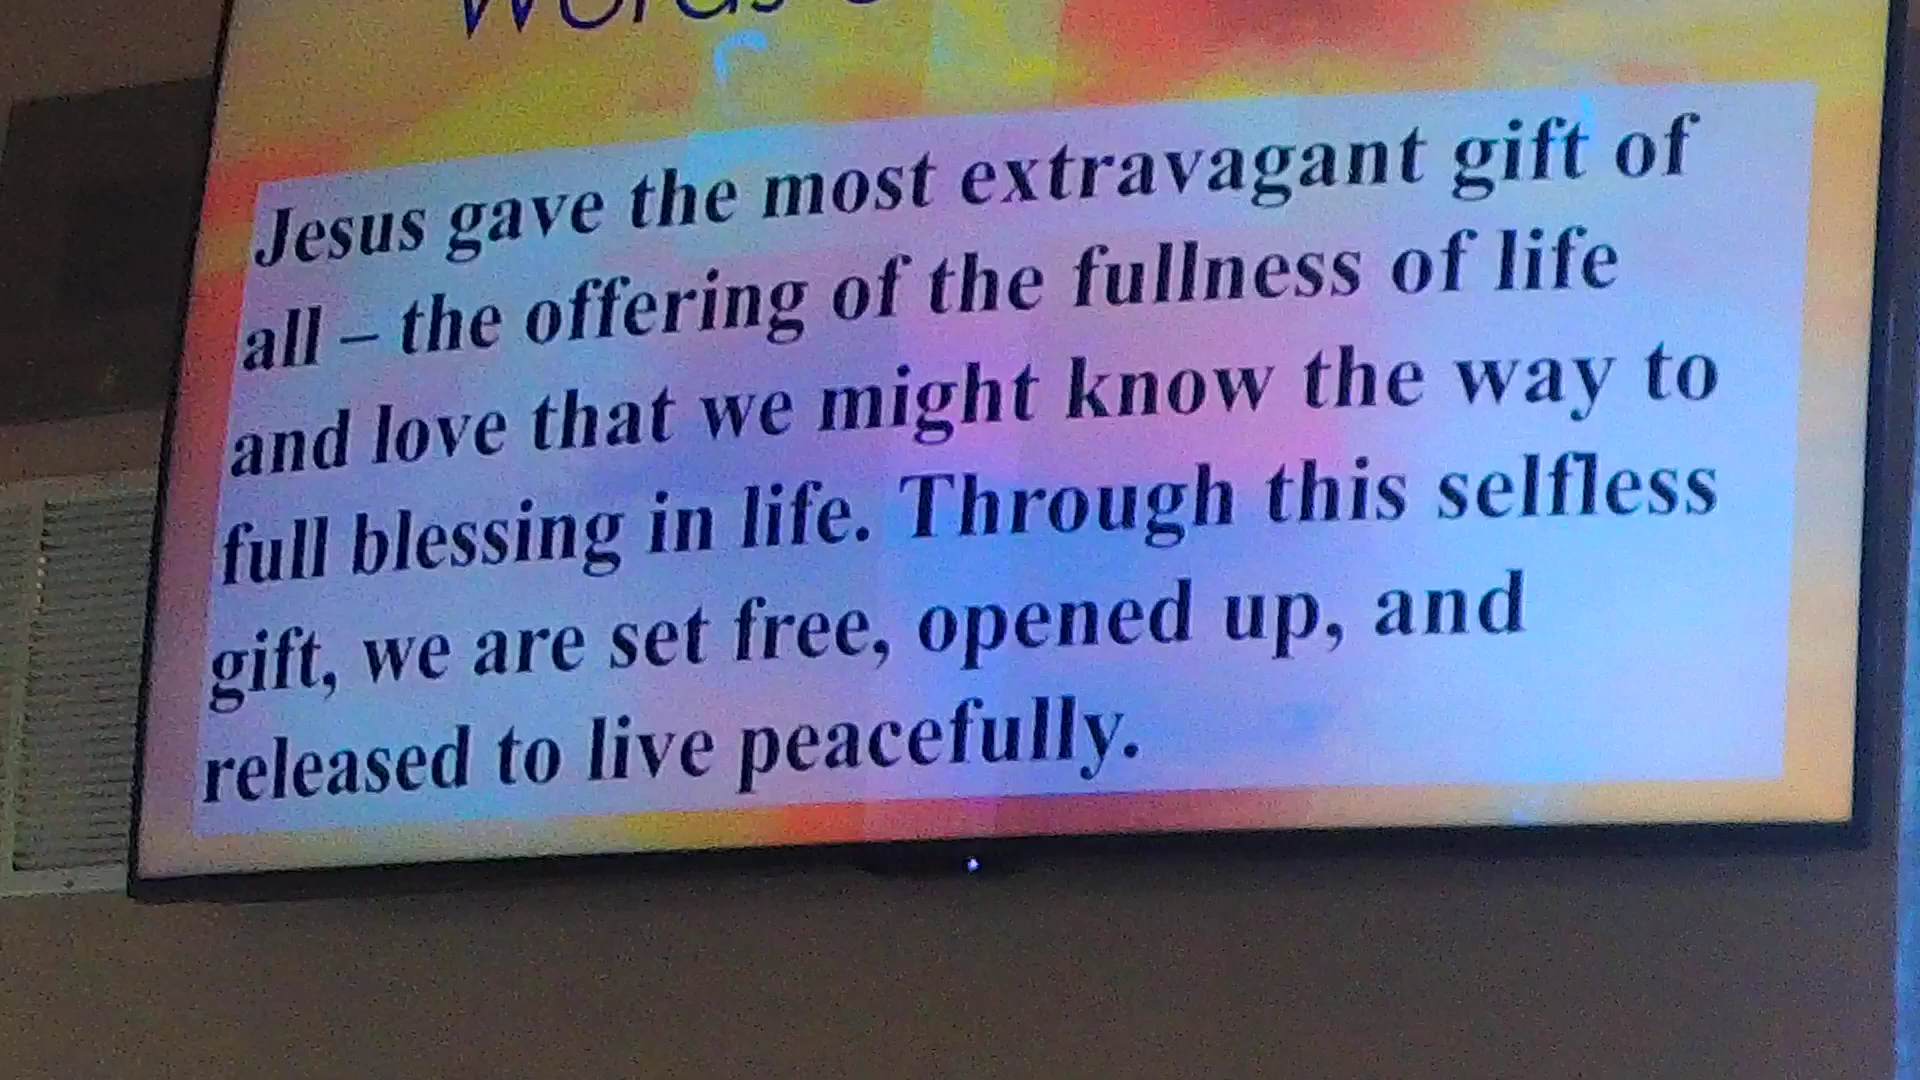 Words
Jesus gave the most extravagant gift of
all – the offering of the fullness of life
and love that we might know the way to
full blessing in life. Through this selfless
gift, we are set free, opened up, and
released to live peacefully.